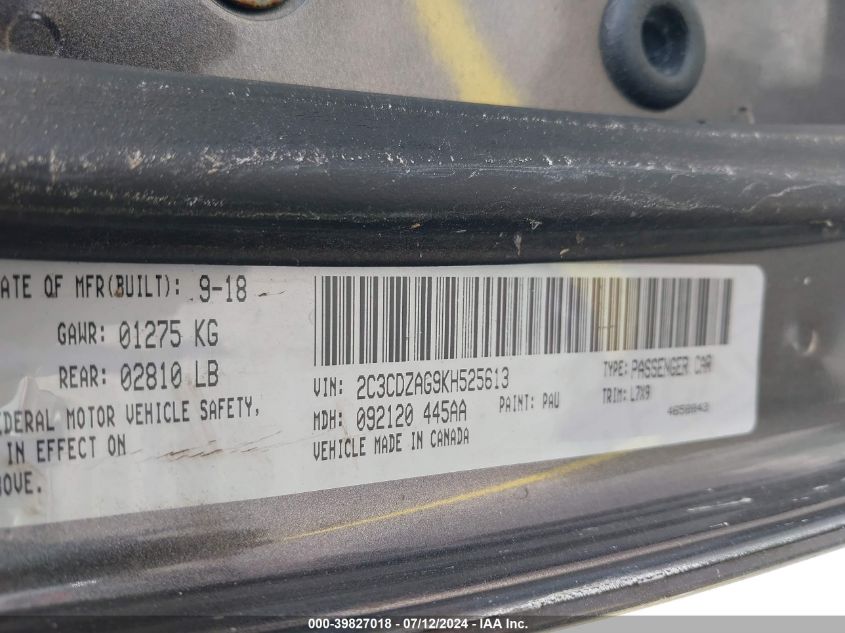 ATE OF MFR(BUILT): 9-18
GAWR: 01275 KG
REAR: 02810 LB
EDERAL MOTOR VEHICLE SAFETY,
IN EFFECT ON
BOVE.
VIN: 2C3CDZAG9KH525613
TYPE: PASSENGER CAR
MDH: 092120 445AA
PAINT: PAU
TRIM: L7X9
VEHICLE MADE IN CANADA
4658843
000-39827018 - 07/12/2024 - IAA Inc.